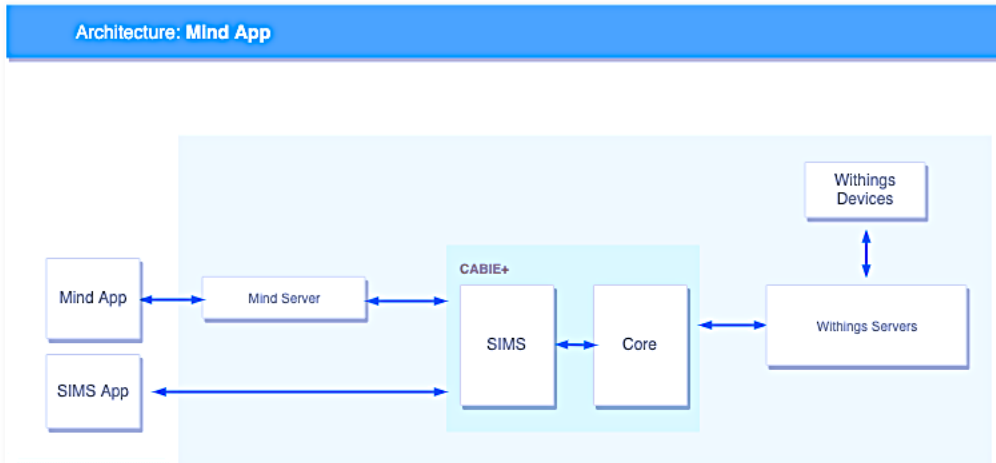 Architecture: Mind App
Withings
Devices
CABIE+
Mind App
Mind Server
SIMS
Core
Withings Servers
SIMS App